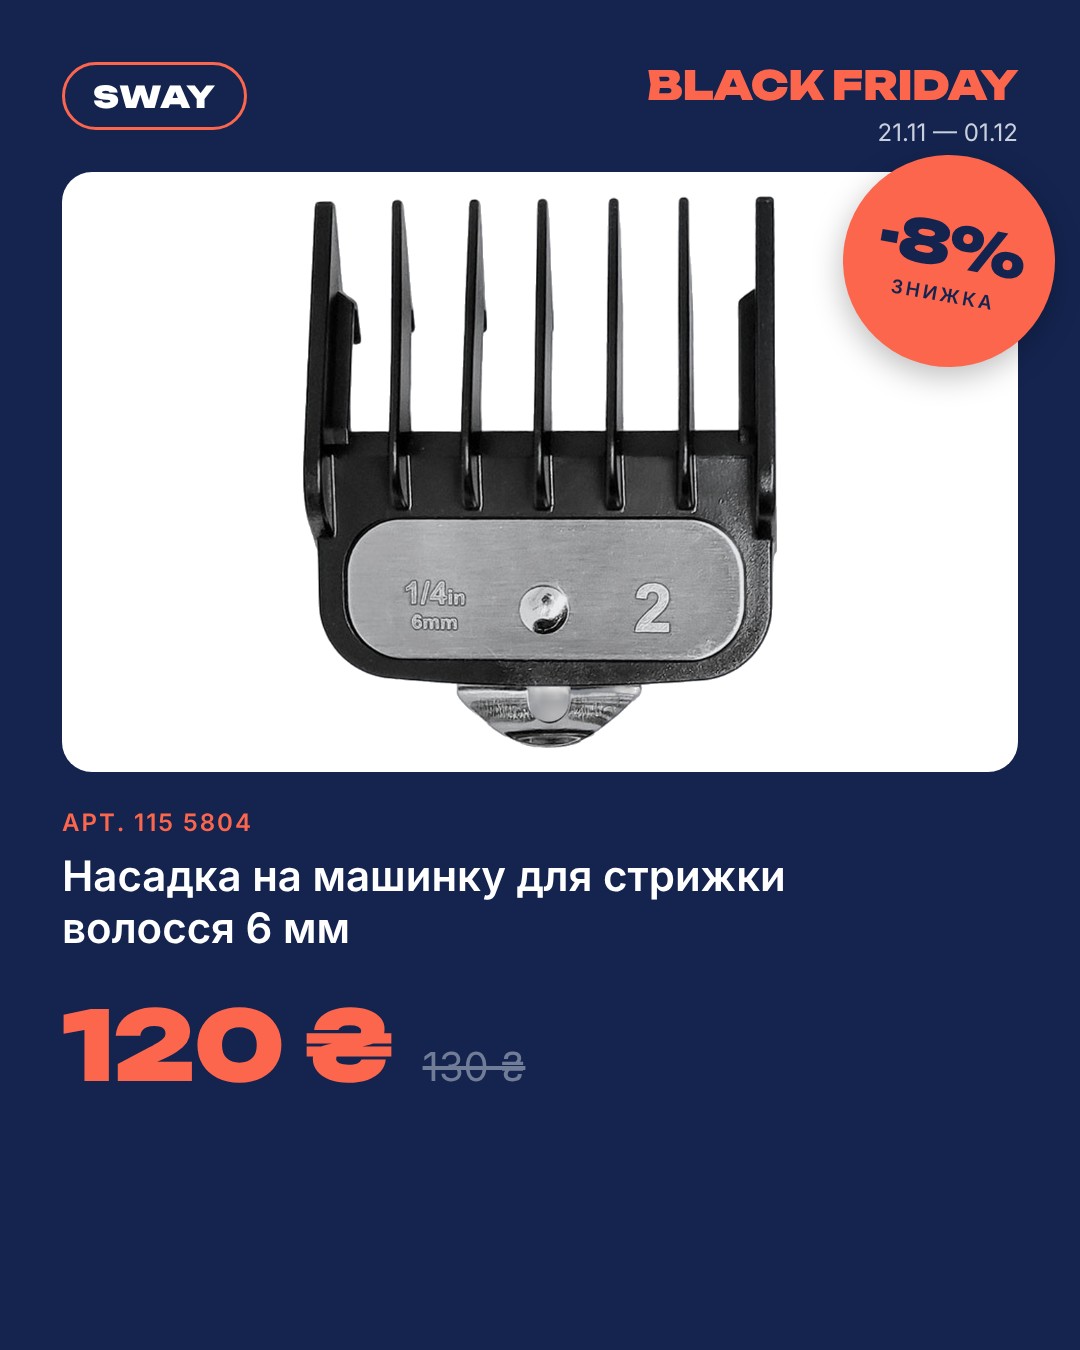 SWAY
BLACK FRIDAY
21.11 — 01.12
-8%
ЗНИЖКА
1/4in
6mm
2
АРТ. 115 5804
Насадка на машинку для стрижки
волосся 6 мм
120 ₴
130 ₴